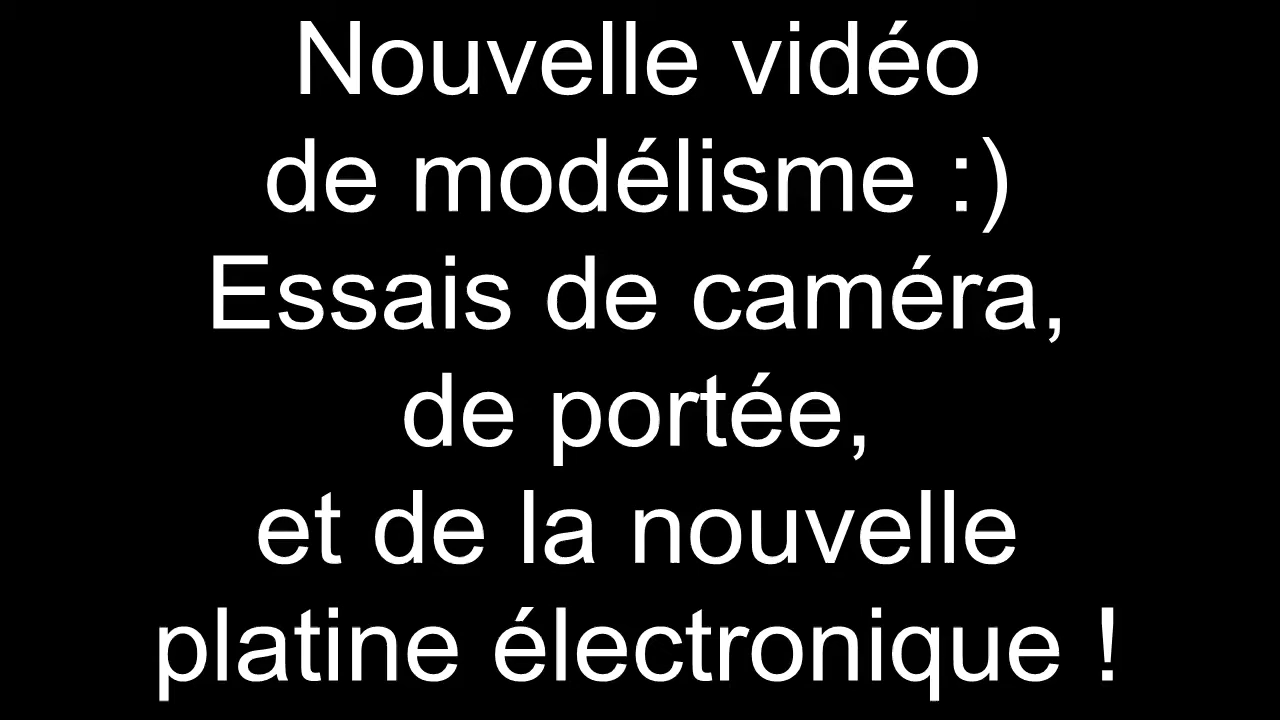 Nouvelle vidéo
de modélisme :)
Essais de caméra,
de portée,
et de la nouvelle
platine électronique !